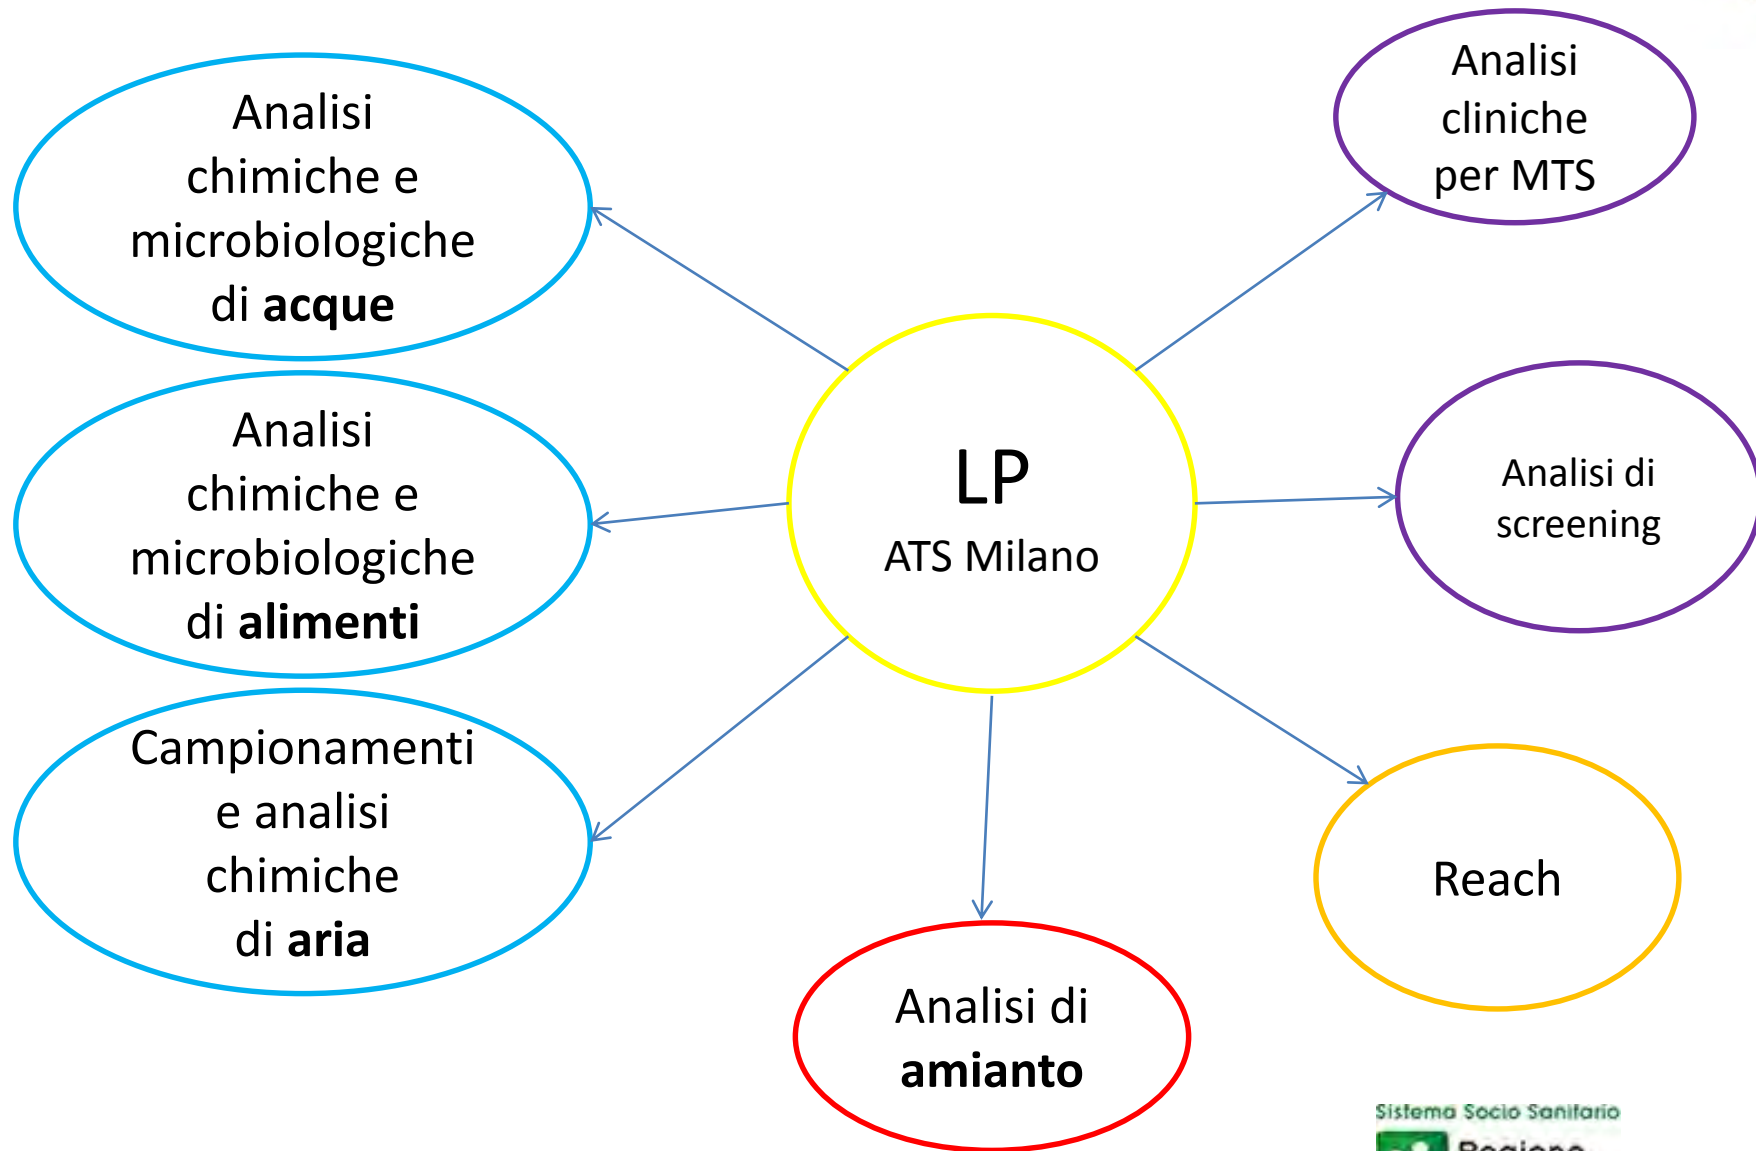 Analisi
chimiche e
microbiologiche
di acque
Analisi
chimiche e
microbiologiche
di alimenti
Campionamenti
e analisi
chimiche
di aria
LP
ATS Milano
Analisi
cliniche
per MTS
Analisi di
screening
Reach
Analisi di
amianto
Sistema Socio Sanitario
Regione